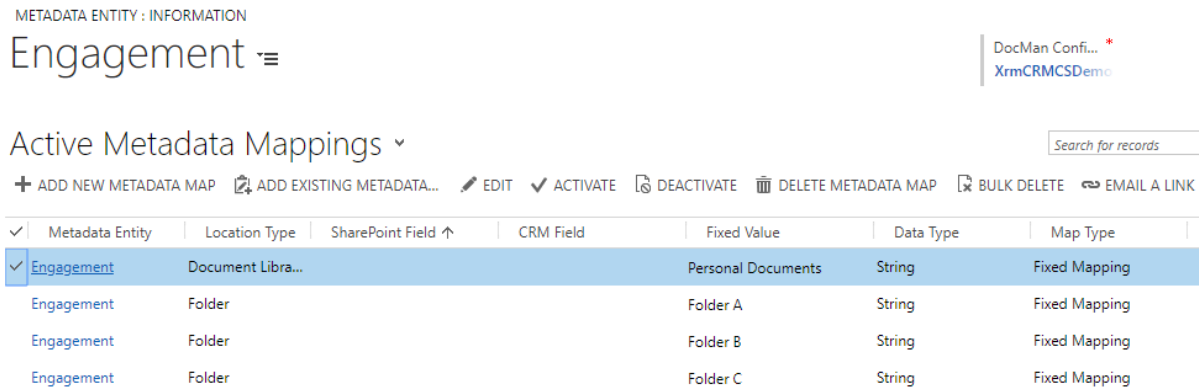 METADATA ENTITY : INFORMATION
Engagement
DocMan Confi... *
XrmCRMCSDemo
Active Metadata Mappings
Search for records
ADD NEW METADATA MAP ADD EXISTING METADATA... EDIT ACTIVATE DEACTIVATE DELETE METADATA MAP BULK DELETE EMAIL A LINK
Metadata Entity Location Type SharePoint Field ↑ CRM Field Fixed Value Data Type Map Type
Engagement Document Libra... Personal Documents String Fixed Mapping
Engagement Folder Folder A String Fixed Mapping
Engagement Folder Folder B String Fixed Mapping
Engagement Folder Folder C String Fixed Mapping